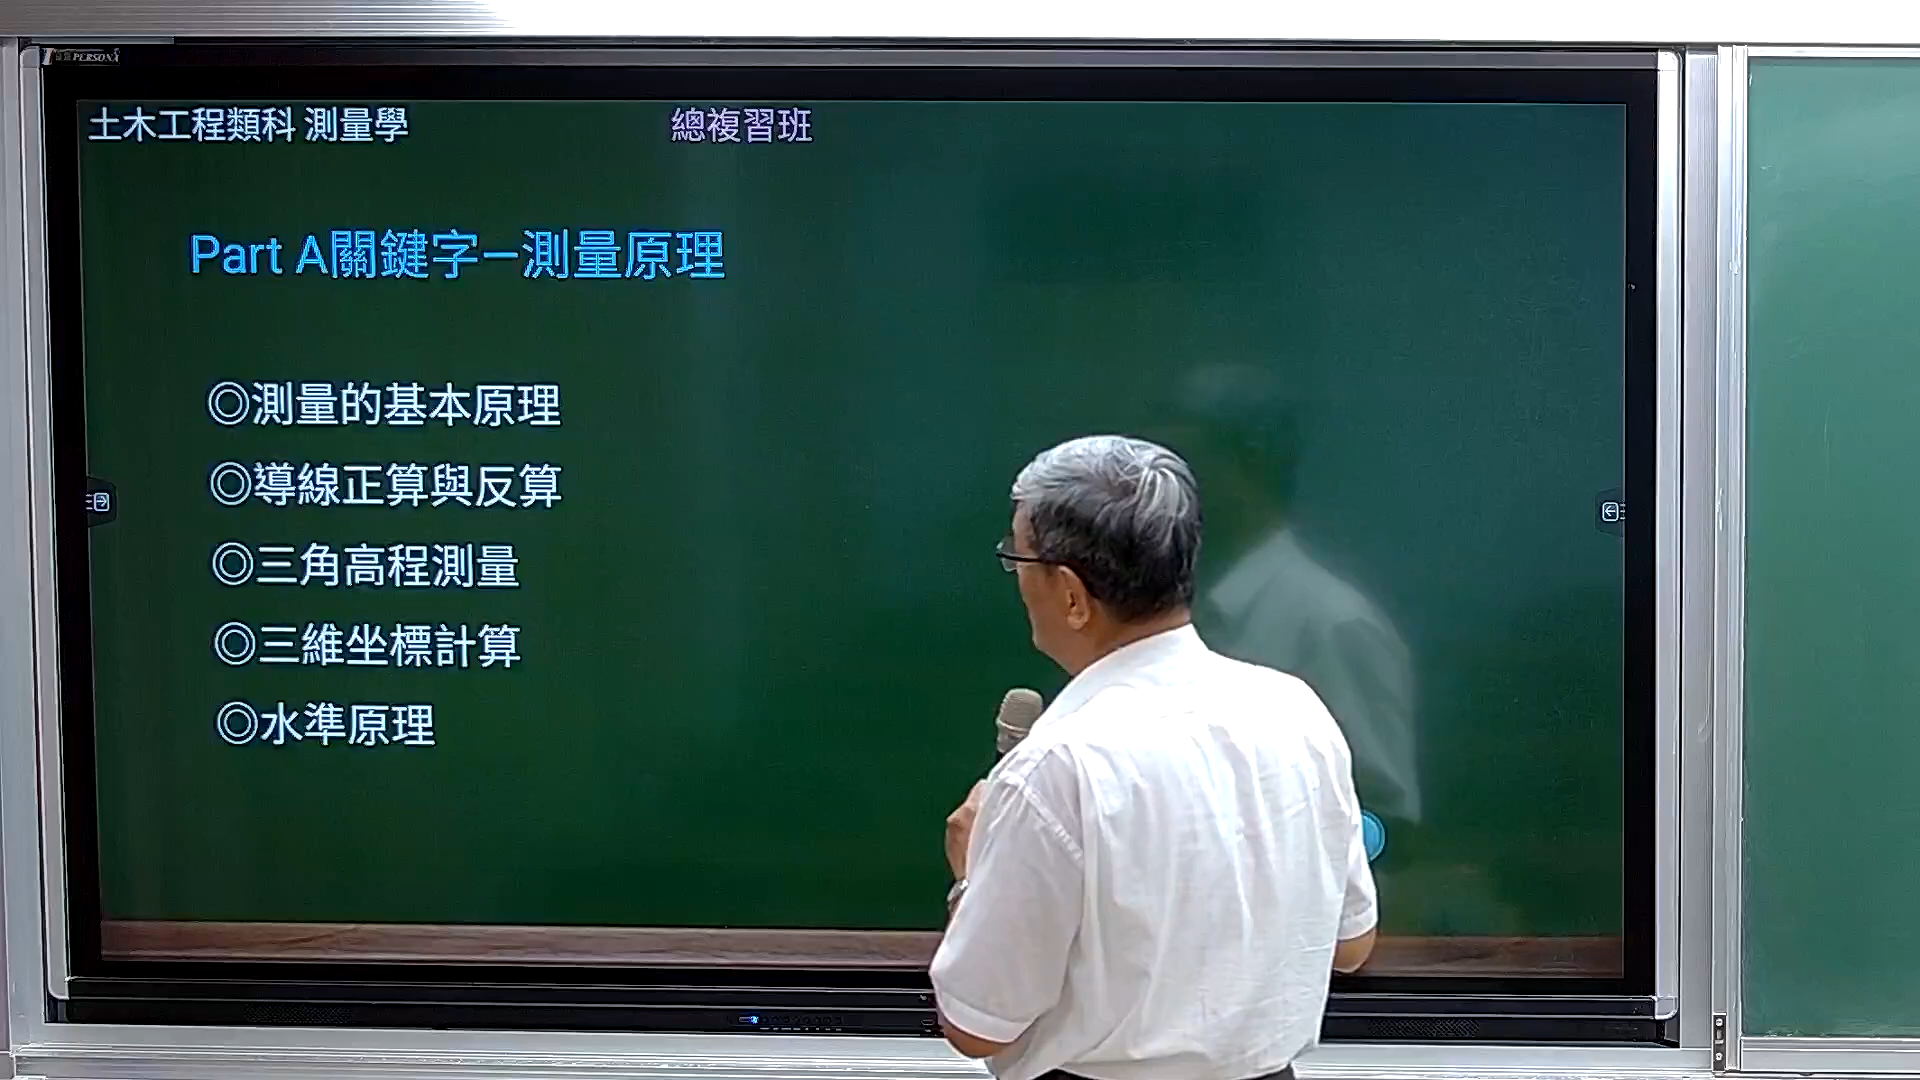 PERSONA
土木工程類科 測量學
總複習班
Part A關鍵字–測量原理
◎測量的基本原理
◎導線正算與反算
◎三角高程測量
◎三維坐標計算
◎水準原理